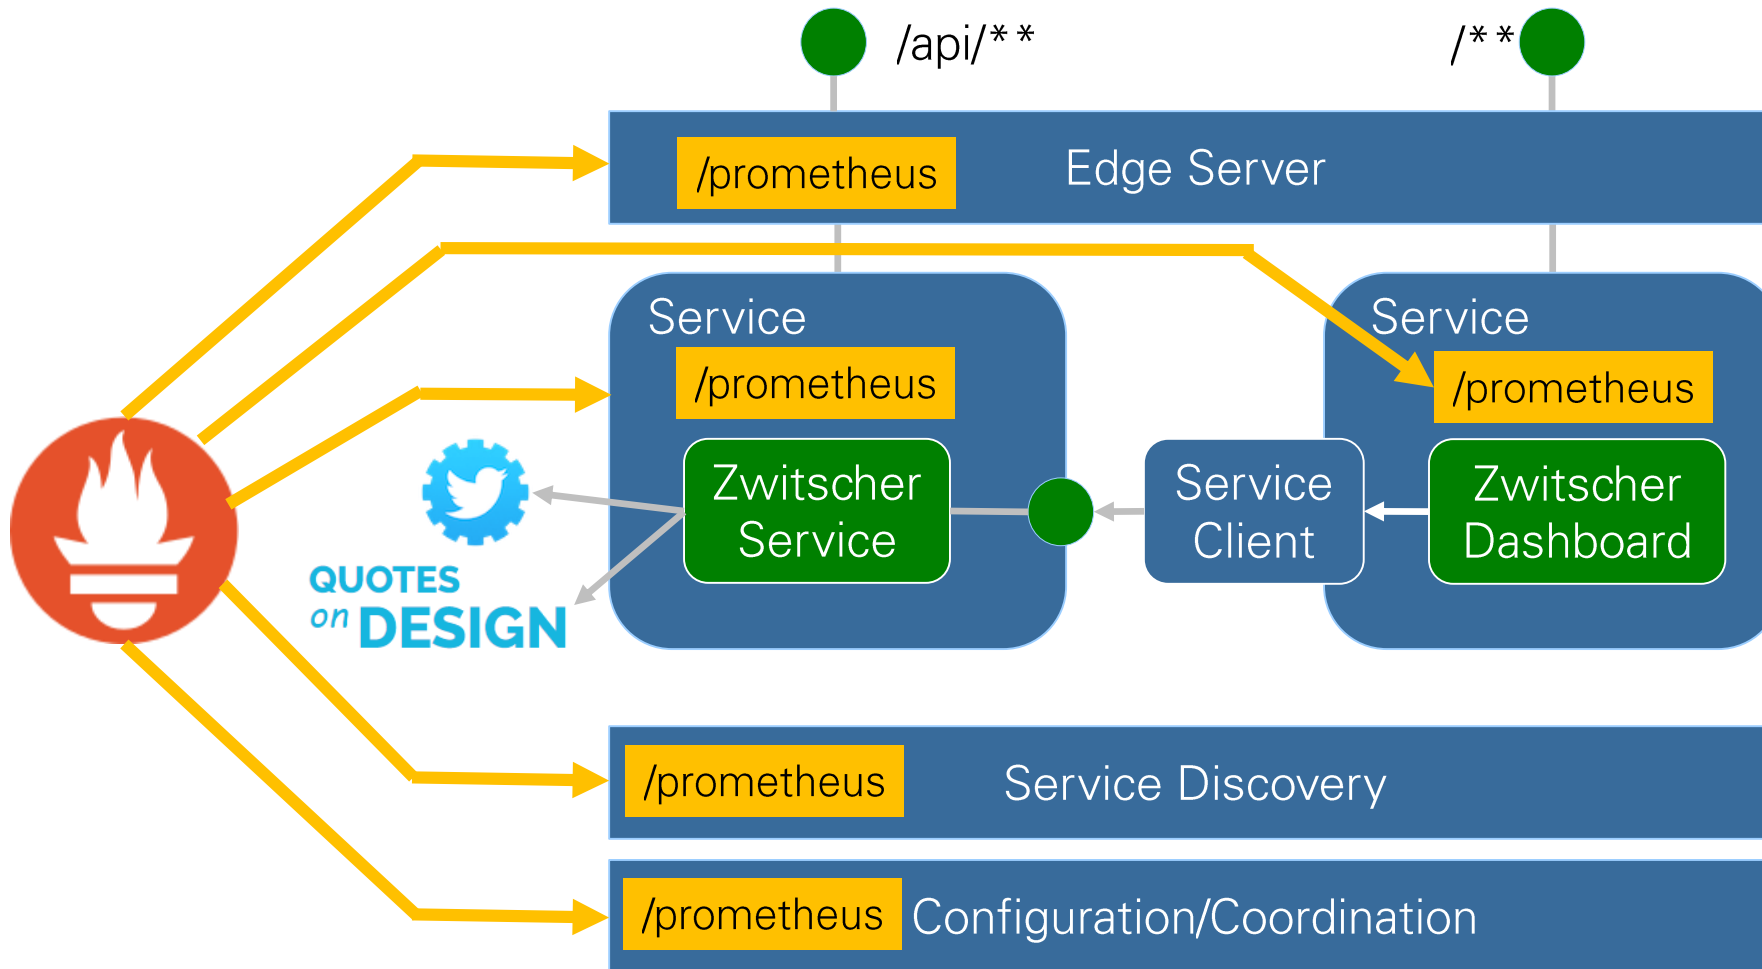 /api/**
/**
/prometheus
Edge Server
Service
/prometheus
Zwitscher
Service
QUOTES
on DESIGN
Service
Client
Service
/prometheus
Zwitscher
Dashboard
/prometheus
Service Discovery
/prometheus
Configuration/Coordination